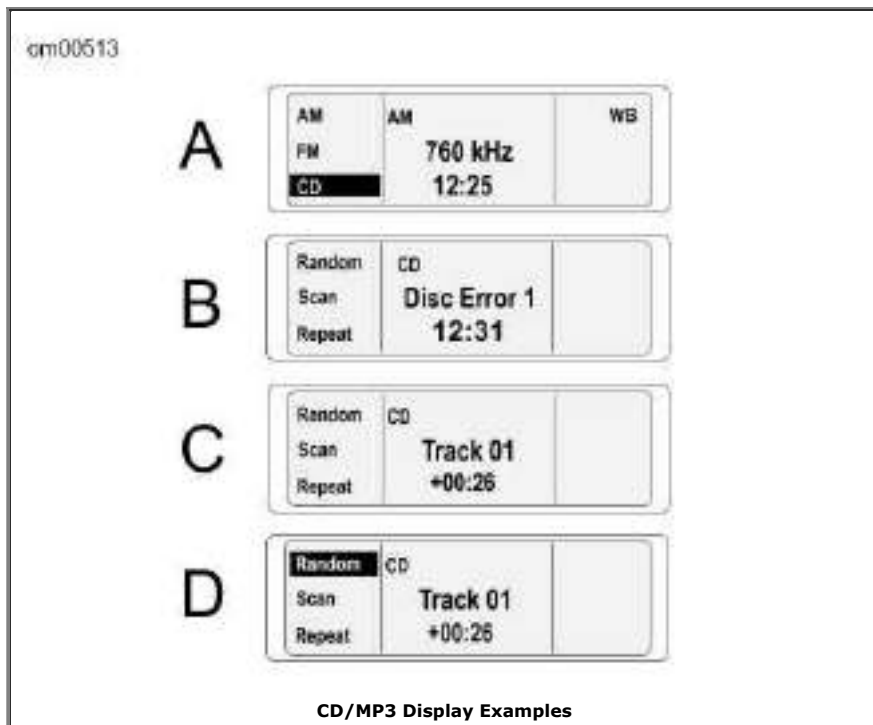 om00513
A
AM AM WB
FM 760 kHz
CD 12:25
B
Random CD
Scan Disc Error 1
Repeat 12:31
C
Random CD
Scan Track 01
Repeat +00:26
D
Random CD
Scan Track 01
Repeat +00:26
CD/MP3 Display Examples